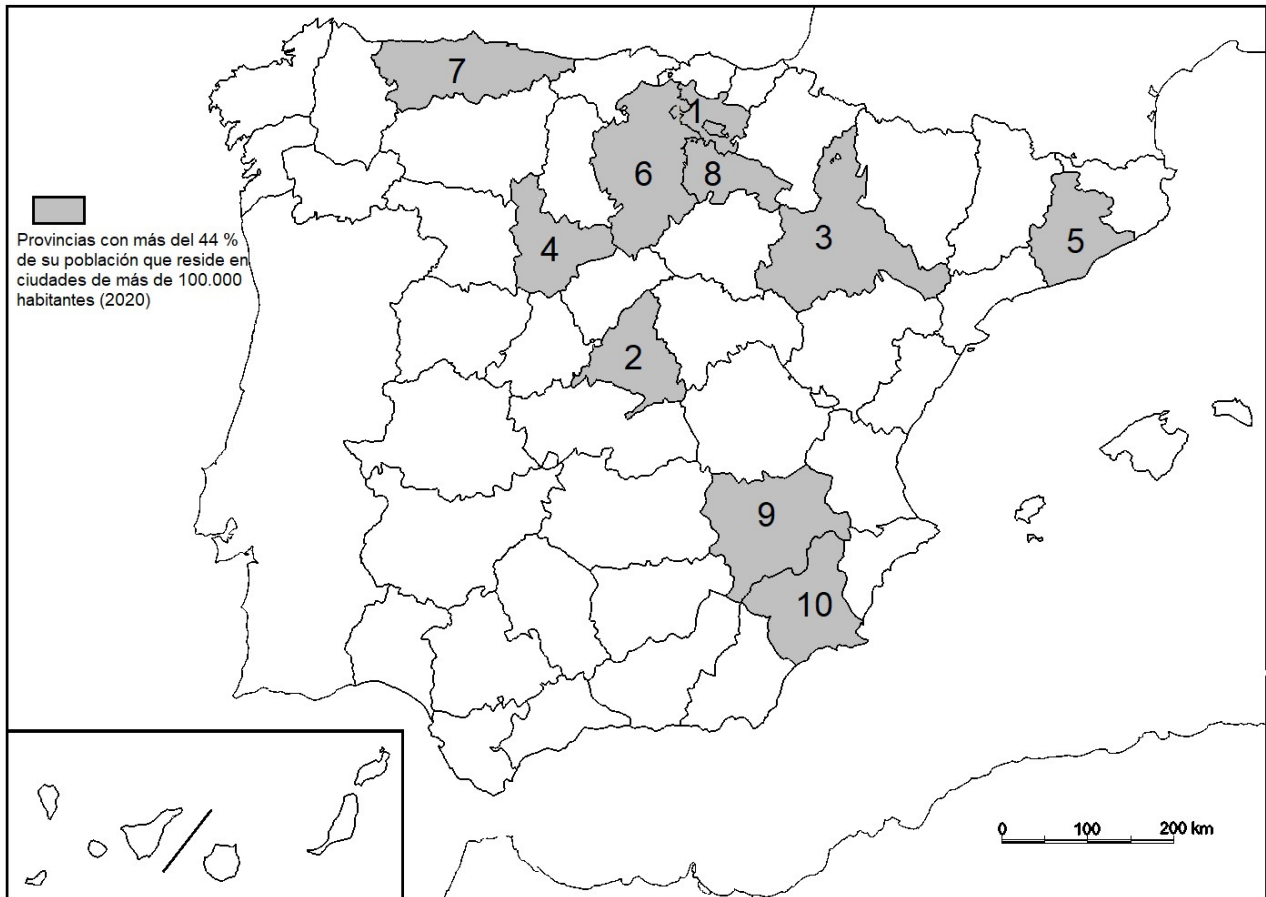 7
1
6
8
Provincias con más del 44 %
de su población que reside en
ciudades de más de 100.000
habitantes (2020)
4
3
5
2
9
10
0 100 200 km